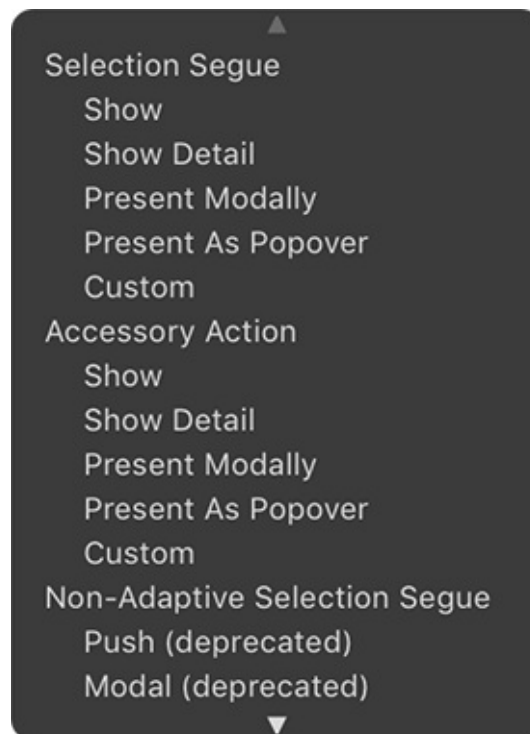 Selection Segue
Show
Show Detail
Present Modally
Present As Popover
Custom
Accessory Action
Show
Show Detail
Present Modally
Present As Popover
Custom
Non-Adaptive Selection Segue
Push (deprecated)
Modal (deprecated)